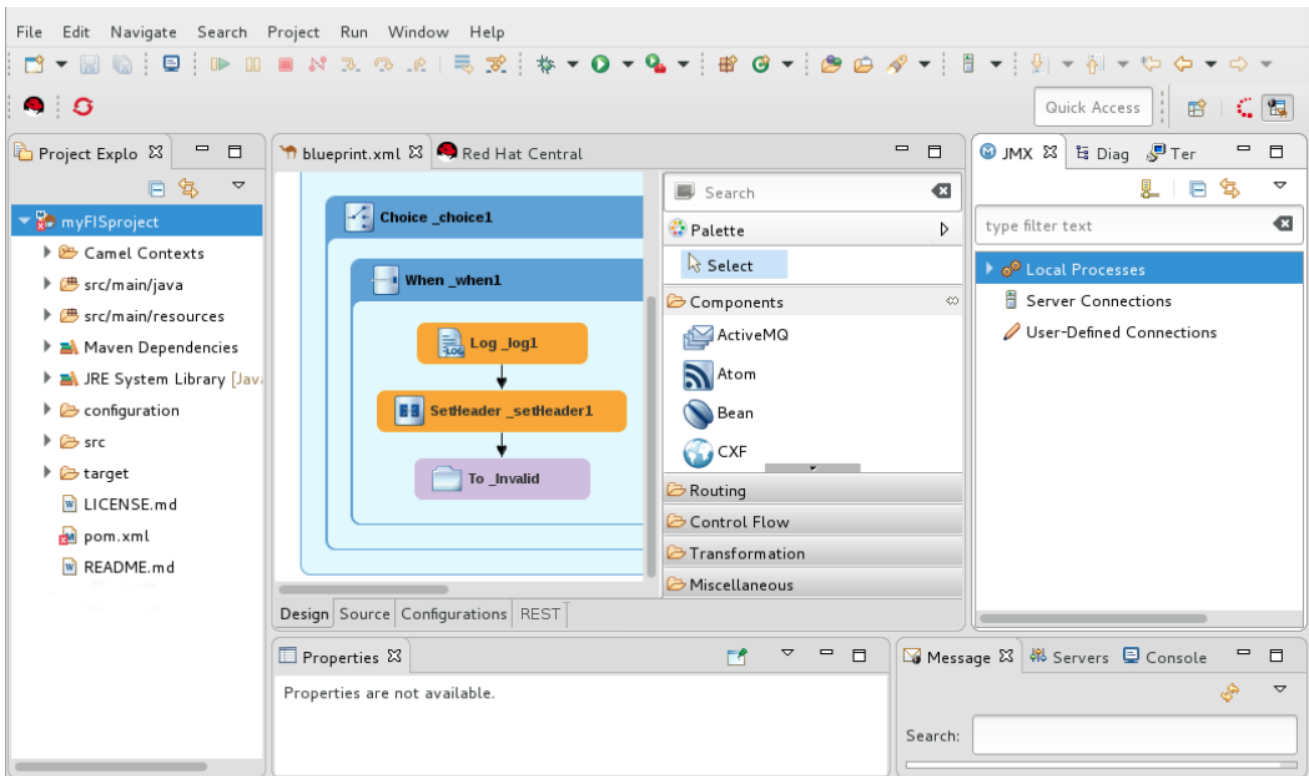 File Edit Navigate Search Project Run Window Help
Quick Access
Project Explo
myFISproject
Camel Contexts
src/main/java
src/main/resources
Maven Dependencies
JRE System Library [Jav
configuration
src
target
LICENSE.md
pom.xml
README.md
blueprint.xml Red Hat Central
Choice _choice1
When _when1
LOG Log _log1
SetHeader _setHeader1
To _Invalid
Design Source Configurations REST
Search
Palette
Select
Components
ActiveMQ
Atom
Bean
CXF
Routing
Control Flow
Transformation
Miscellaneous
JMX Diag Ter
type filter text
Local Processes
Server Connections
User-Defined Connections
Properties
Properties are not available.
Message Servers Console
Search: